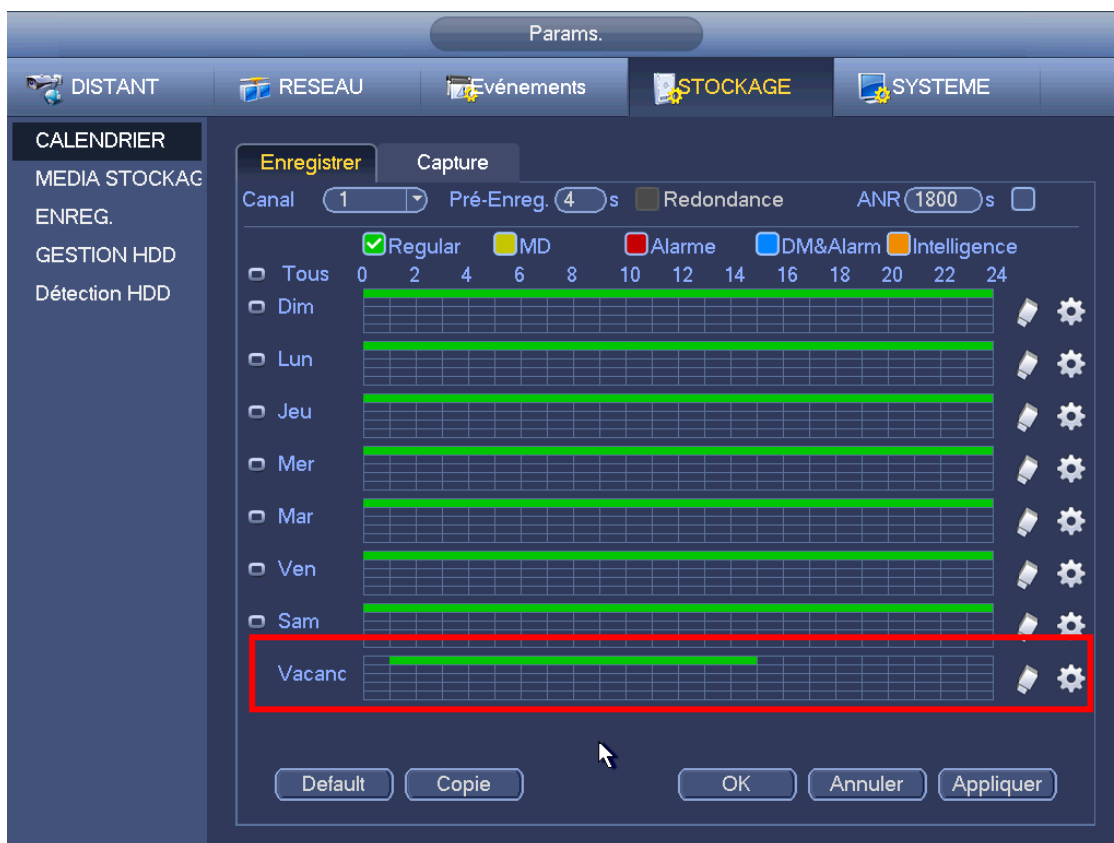 Params.
DISTANT RESEAU Evénements STOCKAGE SYSTEME
CALENDRIER
MEDIA STOCKAG
ENREG.
GESTION HDD
Détection HDD
Enregistrer Capture
Canal 1 Pré-Enreg. 4 s Redondance ANR 1800 s
Regular MD Alarme DM&Alarm Intelligence
Tous 0 2 4 6 8 10 12 14 16 18 20 22 24
Dim
Lun
Jeu
Mer
Mar
Ven
Sam
Vacanc
Default Copie OK Annuler Appliquer